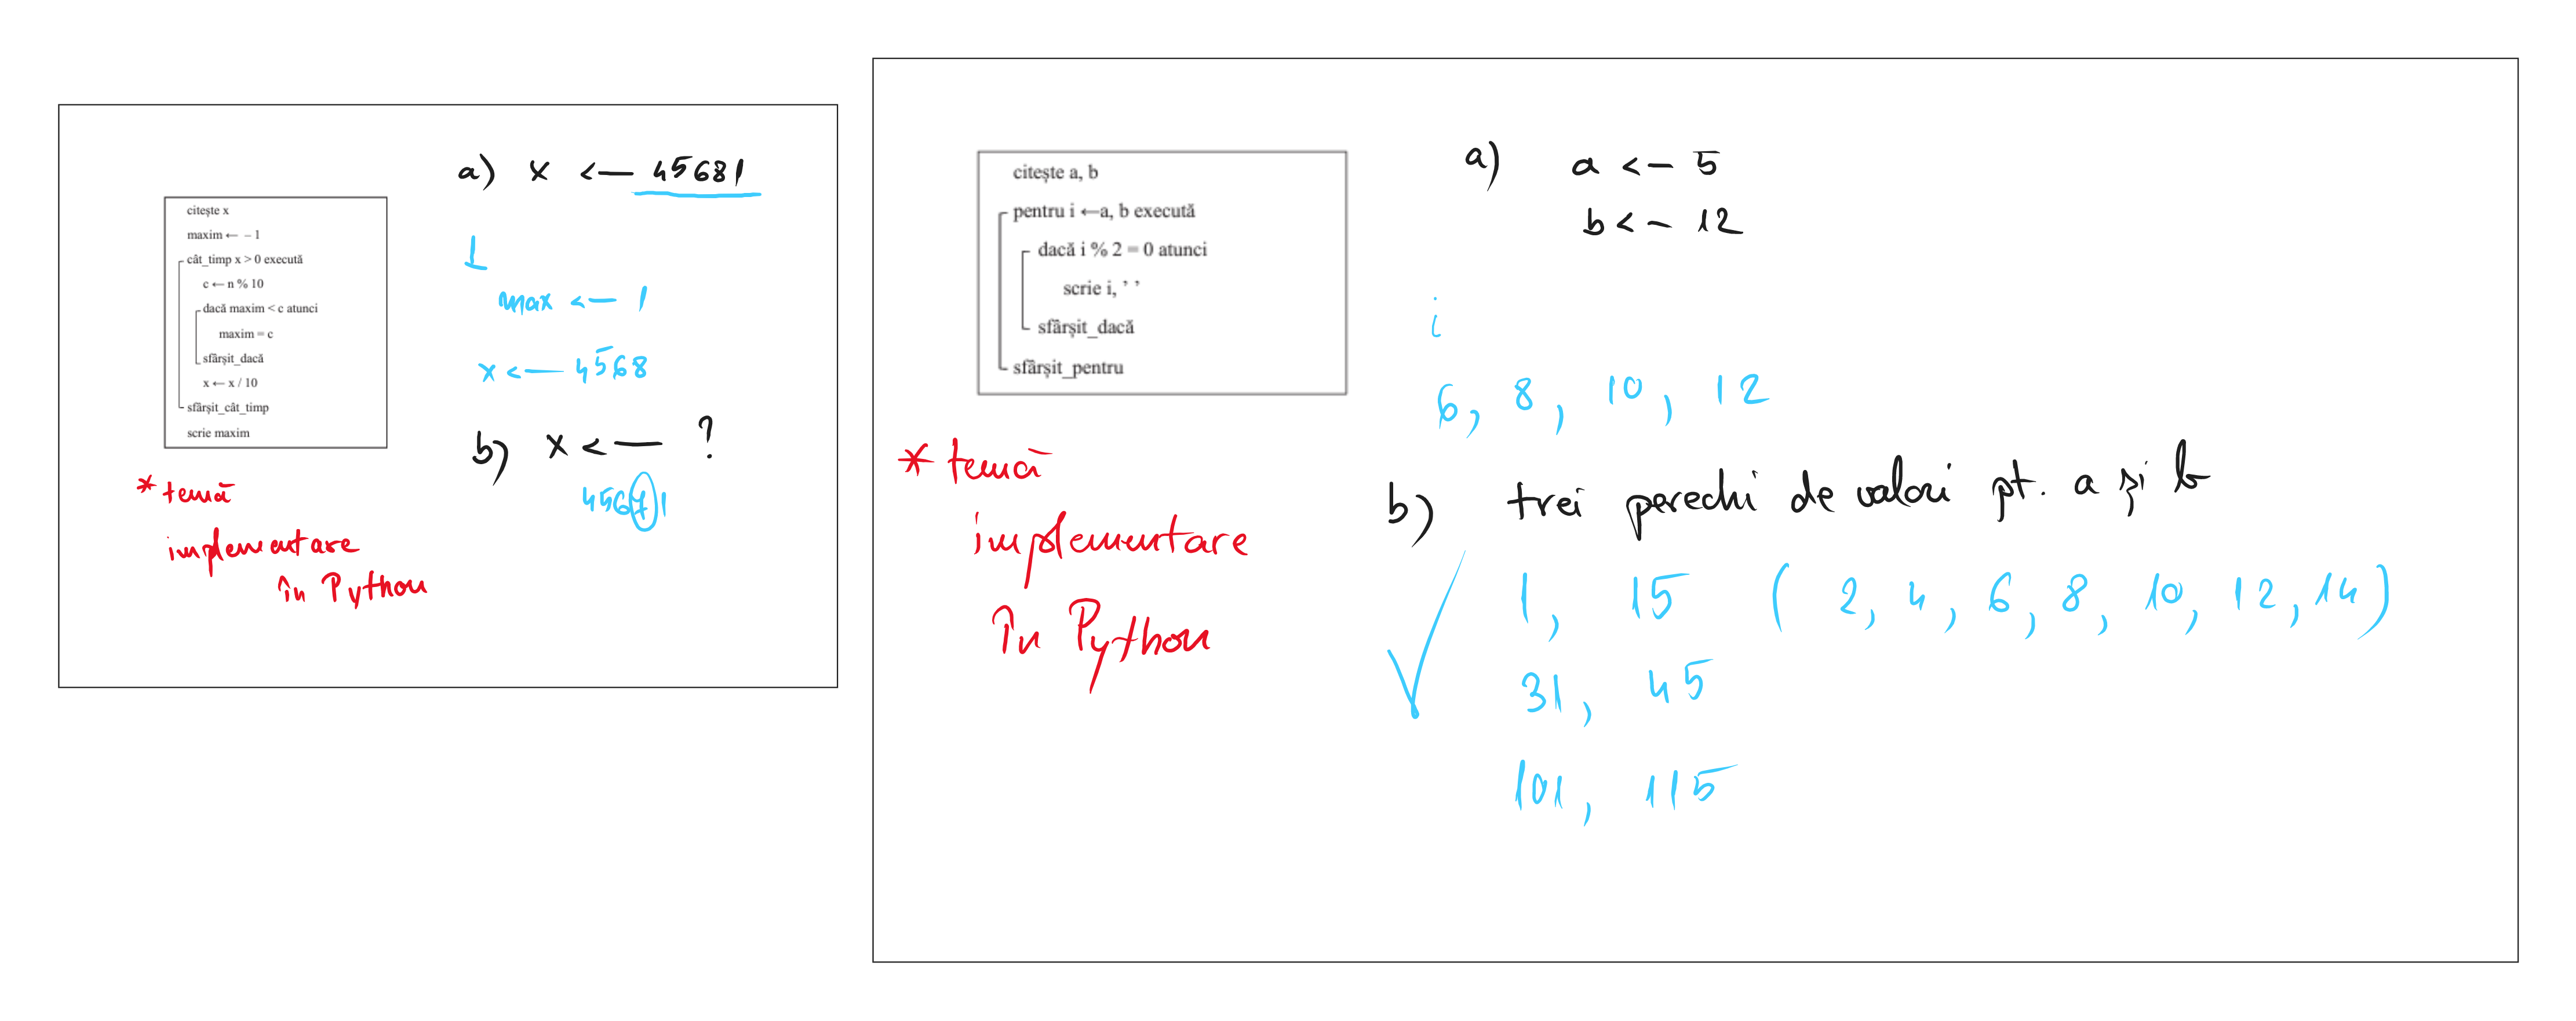 citește x
maxim ← – 1
cât_timp x > 0 execută
c ← n % 10
dacă maxim < c atunci
maxim = c
sfârșit_dacă
x ← x / 10
sfârșit_cât_timp
scrie maxim
* temă
implementare
în Python
a) x <— 45681
1
max <— 1
x <— 4568
b) x <— ?
45671
citește a, b
pentru i ←a, b execută
dacă i % 2 = 0 atunci
scrie i, ’ ’
sfârșit_dacă
sfârșit_pentru
* temă
implementare
în Python
a) a <– 5
b <– 12
i
6, 8, 10, 12
b) trei perechi de valori pt. a și b
1, 15 ( 2, 4, 6, 8, 10, 12, 14)
31, 45
101, 115